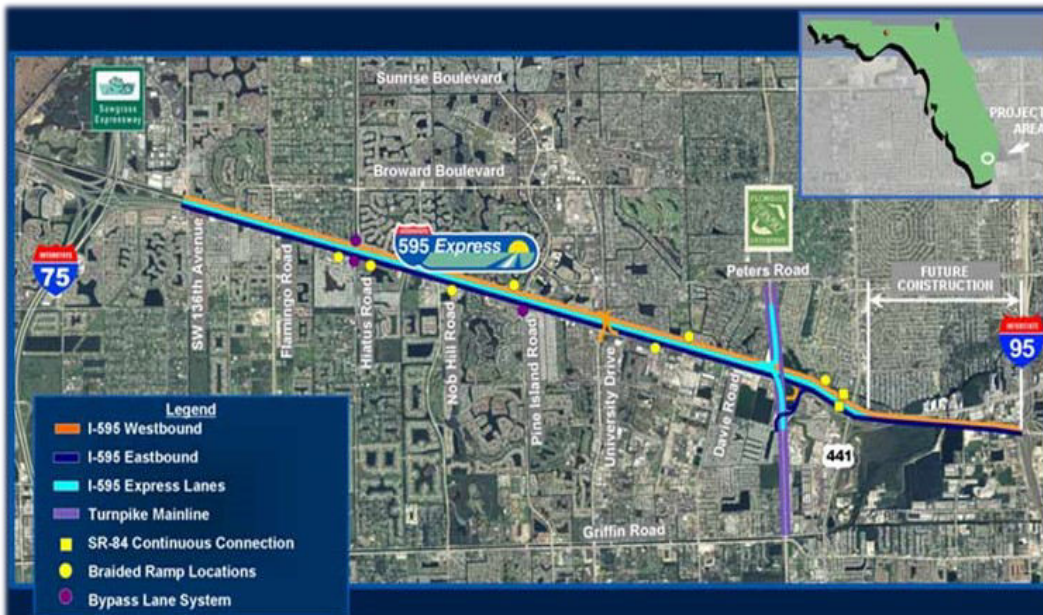 Sunrise Boulevard
Sawgrass
Expressway
PROJECT
AREA
Broward Boulevard
INTERSTATE
75
SW 136th Avenue
Flamingo Road
Hiatus Road
595 Express
Nob Hill Road
Pine Island Road
University Drive
Davie Road
Peters Road
FUTURE
CONSTRUCTION
INTERSTATE
95
441
Griffin Road
Legend
I-595 Westbound
I-595 Eastbound
I-595 Express Lanes
Turnpike Mainline
SR-84 Continuous Connection
Braided Ramp Locations
Bypass Lane System